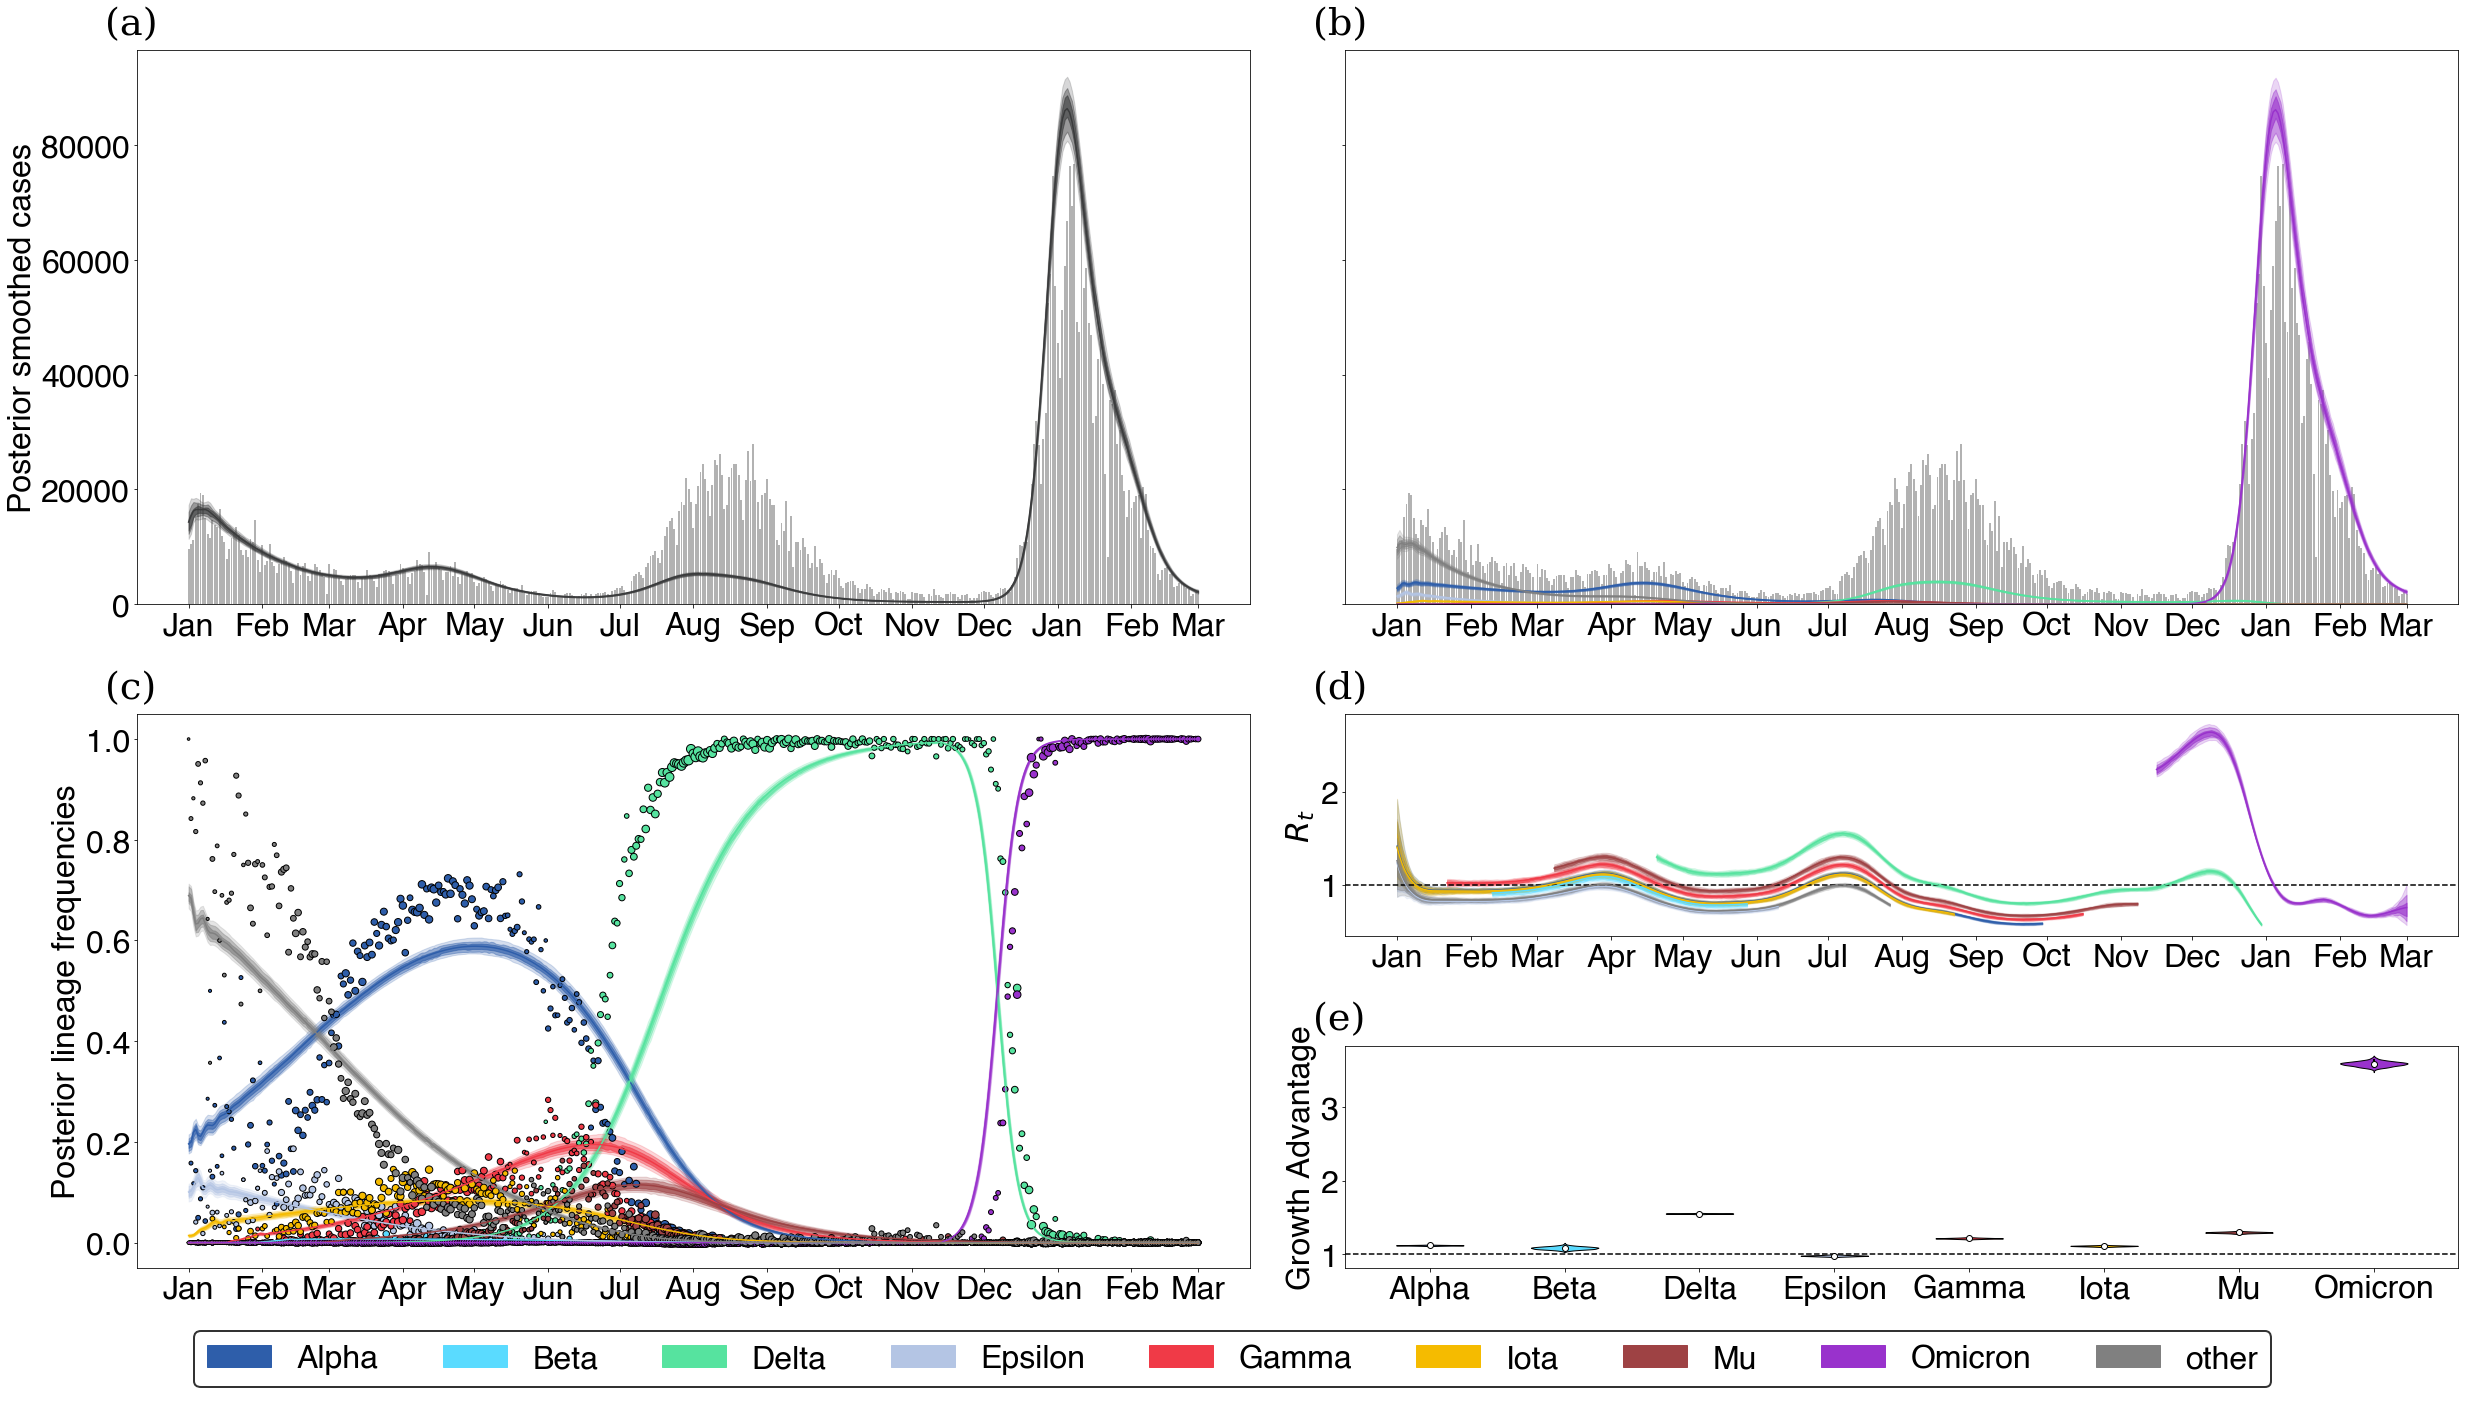 (a)
Posterior smoothed cases
80000
60000
40000
20000
0
Jan Feb Mar Apr May Jun Jul Aug Sep Oct Nov Dec Jan Feb Mar
(b)
Jan Feb Mar Apr May Jun Jul Aug Sep Oct Nov Dec Jan Feb Mar
(c)
Posterior lineage frequencies
1.0
0.8
0.6
0.4
0.2
0.0
Jan Feb Mar Apr May Jun Jul Aug Sep Oct Nov Dec Jan Feb Mar
(d)
Rt
2
1
Jan Feb Mar Apr May Jun Jul Aug Sep Oct Nov Dec Jan Feb Mar
(e)
Growth Advantage
3
2
1
Alpha Beta Delta Epsilon Gamma Iota Mu Omicron
Alpha Beta Delta Epsilon Gamma Iota Mu Omicron other